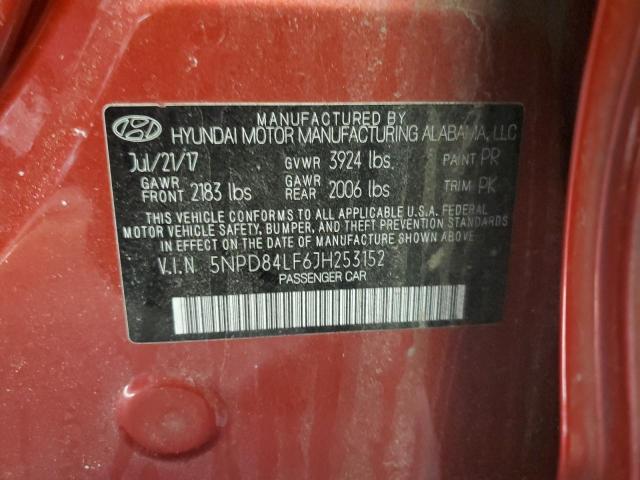 MANUFACTURED BY
HYUNDAI MOTOR MANUFACTURING ALABAMA, LLC
Jul/21/17 GVWR 3924 lbs. PAINT PR
GAWR FRONT 2183 lbs GAWR REAR 2006 lbs TRIM PK
THIS VEHICLE CONFORMS TO ALL APPLICABLE U.S.A. FEDERAL
MOTOR VEHICLE SAFETY, BUMPER, AND THEFT PREVENTION STANDARDS
IN EFFECT ON THE DATE OF MANUFACTURE SHOWN ABOVE.
V.I.N 5NPD84LF6JH253152
PASSENGER CAR